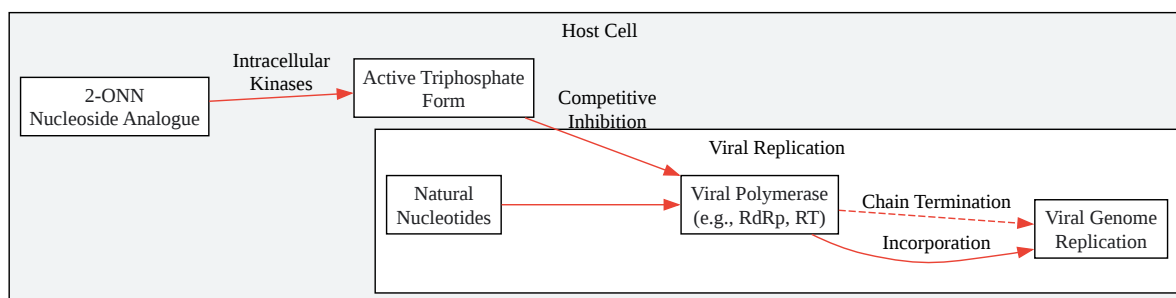 Host Cell
2-ONN
Nucleoside Analogue
Intracellular
Kinases
Active Triphosphate
Form
Competitive
Inhibition
Viral Replication
Natural
Nucleotides
Viral Polymerase
(e.g., RdRp, RT)
Chain Termination
Incorporation
Viral Genome
Replication